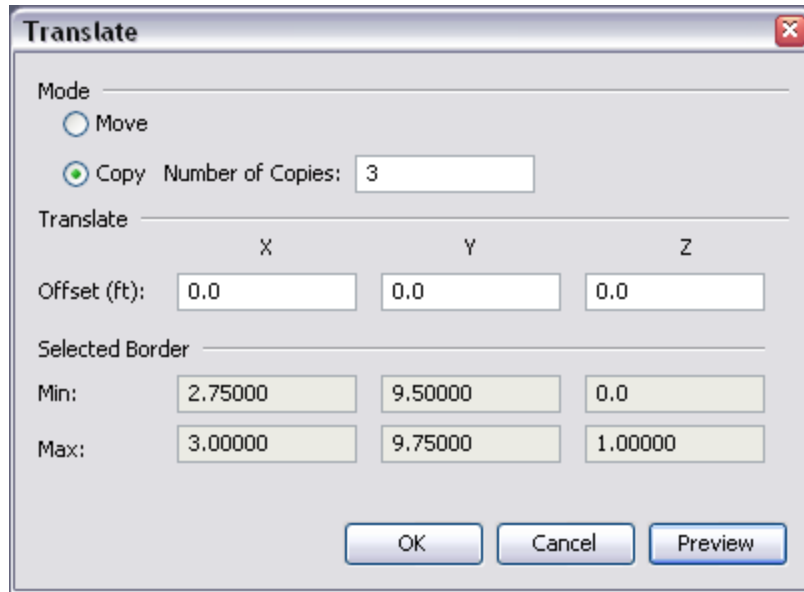 Translate
Mode
Move
Copy Number of Copies: 3
Translate
X Y Z
Offset (ft): 0.0 0.0 0.0
Selected Border
Min: 2.75000 9.50000 0.0
Max: 3.00000 9.75000 1.00000
OK Cancel Preview